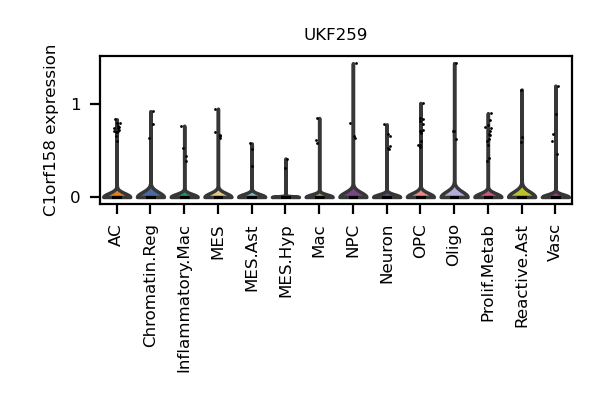 UKF259
C1orf158 expression
1
0
AC
Chromatin.Reg
Inflammatory.Mac
MES
MES.Ast
MES.Hyp
Mac
NPC
Neuron
OPC
Oligo
Prolif.Metab
Reactive.Ast
Vasc